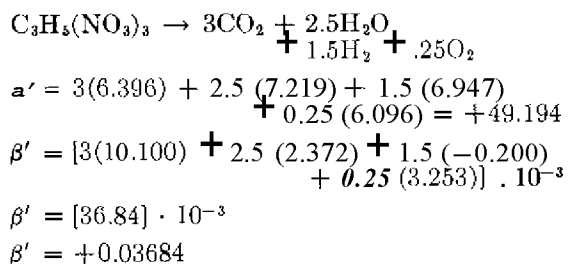 C₃H₅(NO₃)₃ → 3CO₂ + 2.5H₂O
+ 1.5H₂ + .25O₂
a′ = 3(6.396) + 2.5 (7.219) + 1.5 (6.947)
+ 0.25 (6.096) = +49.194
β′ = [3(10.100) + 2.5 (2.372) + 1.5 (−0.200)
+ 0.25 (3.253)] . 10⁻³
β′ = [36.84] · 10⁻³
β′ = +0.03684